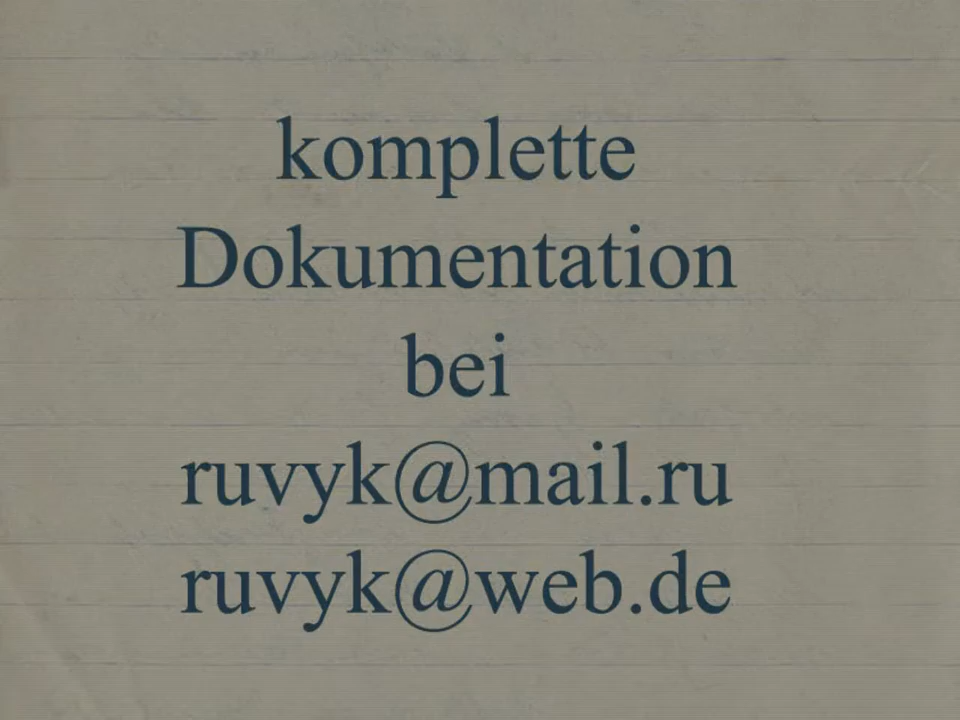 komplette
Dokumentation
bei
ruvyk@mail.ru
ruvyk@web.de